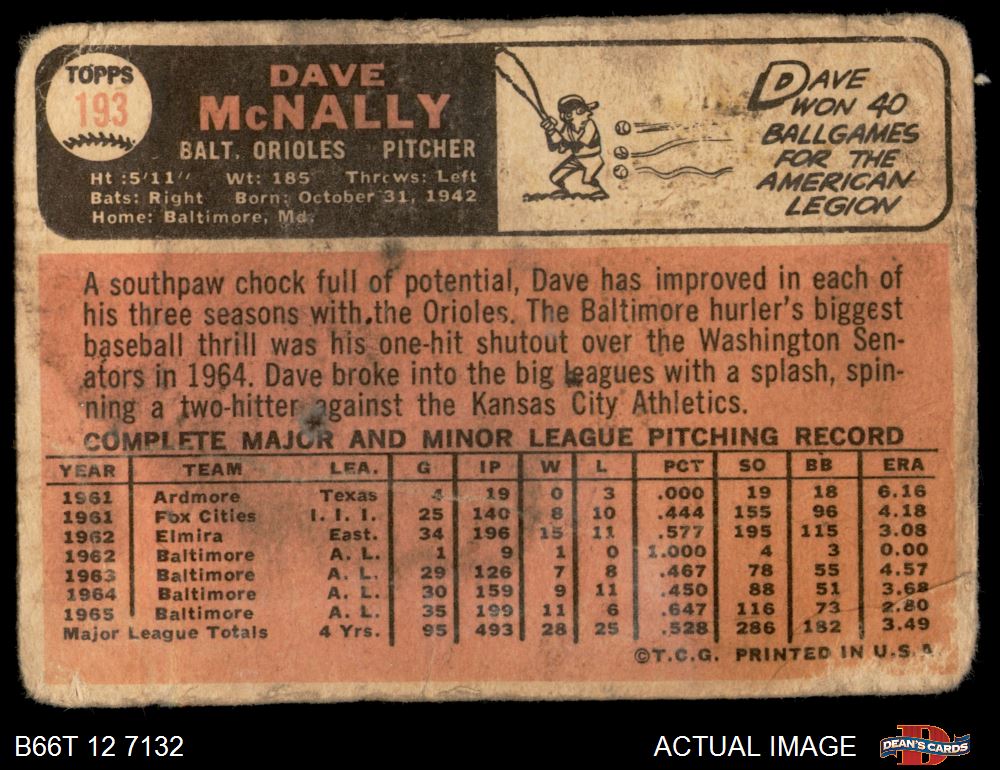 TOPPS
193
DAVE
McNALLY
BALT. ORIOLES PITCHER
Ht :5'11" Wt: 185 Throws: Left
Bats: Right Born: October 31, 1942
Home: Baltimore, Md.
DAVE
WON 40
BALLGAMES
FOR THE
AMERICAN
LEGION
A southpaw chock full of potential, Dave has improved in each of
his three seasons with the Orioles. The Baltimore hurler's biggest
baseball thrill was his one-hit shutout over the Washington Sen-
ators in 1964. Dave broke into the big leagues with a splash, spin-
ning a two-hitter against the Kansas City Athletics.
COMPLETE MAJOR AND MINOR LEAGUE PITCHING RECORD
YEAR TEAM LEA. G IP W L PCT SO BB ERA
1961 Ardmore Texas 4 19 0 3 .000 19 18 6.16
1961 Fox Cities I. I. I. 25 140 8 10 .444 155 96 4.18
1962 Elmira East. 34 196 15 11 .577 195 115 3.08
1962 Baltimore A. L. 1 9 1 0 1.000 4 3 0.00
1963 Baltimore A. L. 29 126 7 8 .467 78 55 4.57
1964 Baltimore A. L. 30 159 9 11 .450 88 51 3.68
1965 Baltimore A. L. 35 199 11 6 .647 116 73 2.80
Major League Totals 4 Yrs. 95 493 28 25 .528 286 182 3.49
©T.C.G. PRINTED IN U.S.A.
B66T 12 7132
ACTUAL IMAGE
D
DEAN'S CARDS